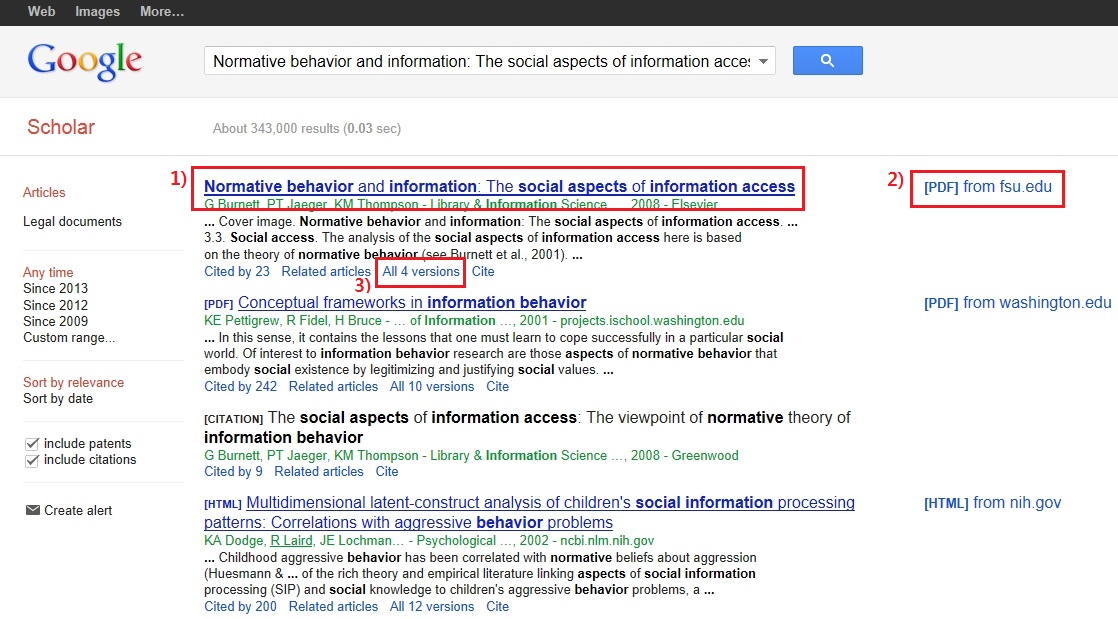 Web Images More...
Google
Normative behavior and information: The social aspects of information acces
Scholar
About 343,000 results (0.03 sec)
Articles
Legal documents
Any time
Since 2013
Since 2012
Since 2009
Custom range...
Sort by relevance
Sort by date
include patents
include citations
Create alert
1)
Normative behavior and information: The social aspects of information access
G Burnett, PT Jaeger, KM Thompson - Library & Information Science ..., 2008 - Elsevier
... Cover image. Normative behavior and information: The social aspects of information access. ...
3.3. Social access. The analysis of the social aspects of information access here is based
on the theory of normative behavior (see Burnett et al., 2001). ...
Cited by 23 Related articles All 4 versions Cite
3)
2)
[PDF] from fsu.edu
[PDF] Conceptual frameworks in information behavior
KE Pettigrew, R Fidel, H Bruce - ... of Information ..., 2001 - projects.ischool.washington.edu
... In this sense, it contains the lessons that one must learn to cope successfully in a particular social
world. Of interest to information behavior research are those aspects of normative behavior that
embody social existence by legitimizing and justifying social values. ...
Cited by 242 Related articles All 10 versions Cite
[PDF] from washington.edu
[CITATION] The social aspects of information access: The viewpoint of normative theory of
information behavior
G Burnett, PT Jaeger, KM Thompson - Library & Information Science ..., 2008 - Greenwood
Cited by 9 Related articles Cite
[HTML] Multidimensional latent-construct analysis of children's social information processing
patterns: Correlations with aggressive behavior problems
KA Dodge, R Laird, JE Lochman... - Psychological ..., 2002 - ncbi.nlm.nih.gov
... Childhood aggressive behavior has been correlated with normative beliefs about aggression
(Huesmann & ... of the rich theory and empirical literature linking aspects of social information
processing (SIP) and social knowledge to children's aggressive behavior problems, a ...
Cited by 200 Related articles All 12 versions Cite
[HTML] from nih.gov